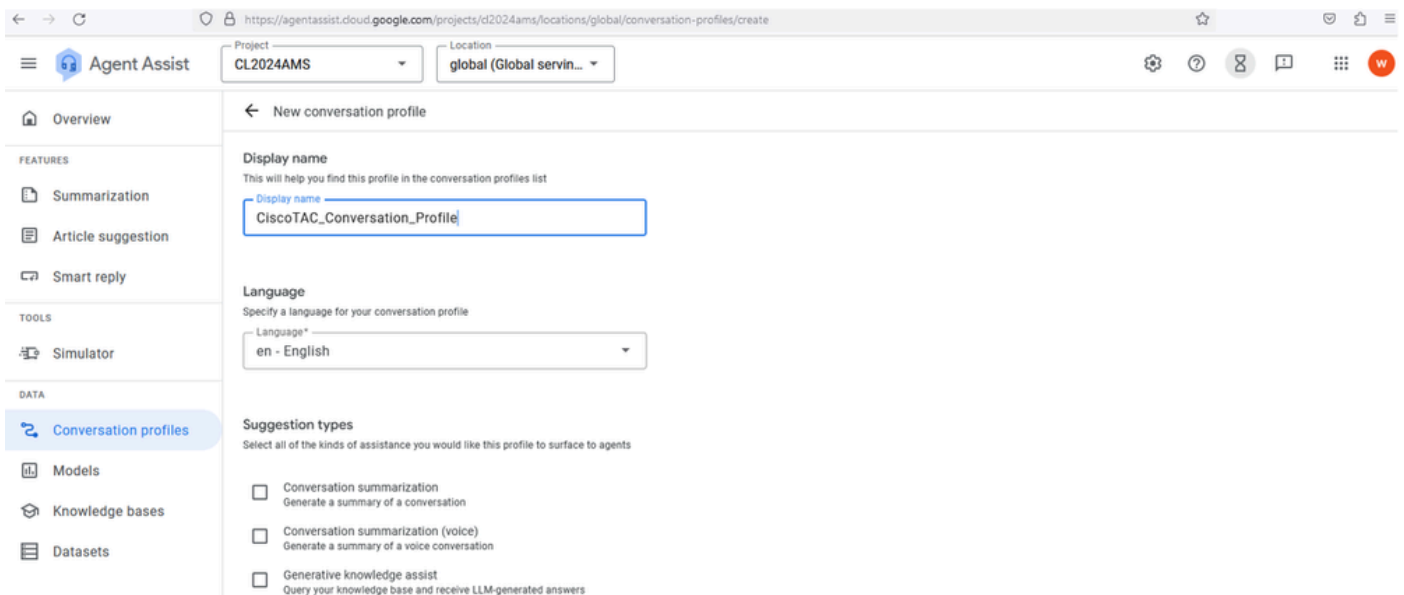 https://agentassist.cloud.google.com/projects/cl2024ams/locations/global/conversation-profiles/create
Agent Assist
Project
CL2024AMS
Location
global (Global servin...
W
Overview
New conversation profile
FEATURES
Summarization
Article suggestion
Smart reply
TOOLS
Simulator
DATA
Conversation profiles
Models
Knowledge bases
Datasets
Display name
This will help you find this profile in the conversation profiles list
Display name
CiscoTAC_Conversation_Profile
Language
Specify a language for your conversation profile
Language*
en - English
Suggestion types
Select all of the kinds of assistance you would like this profile to surface to agents
Conversation summarization
Generate a summary of a conversation
Conversation summarization (voice)
Generate a summary of a voice conversation
Generative knowledge assist
Query your knowledge base and receive LLM-generated answers